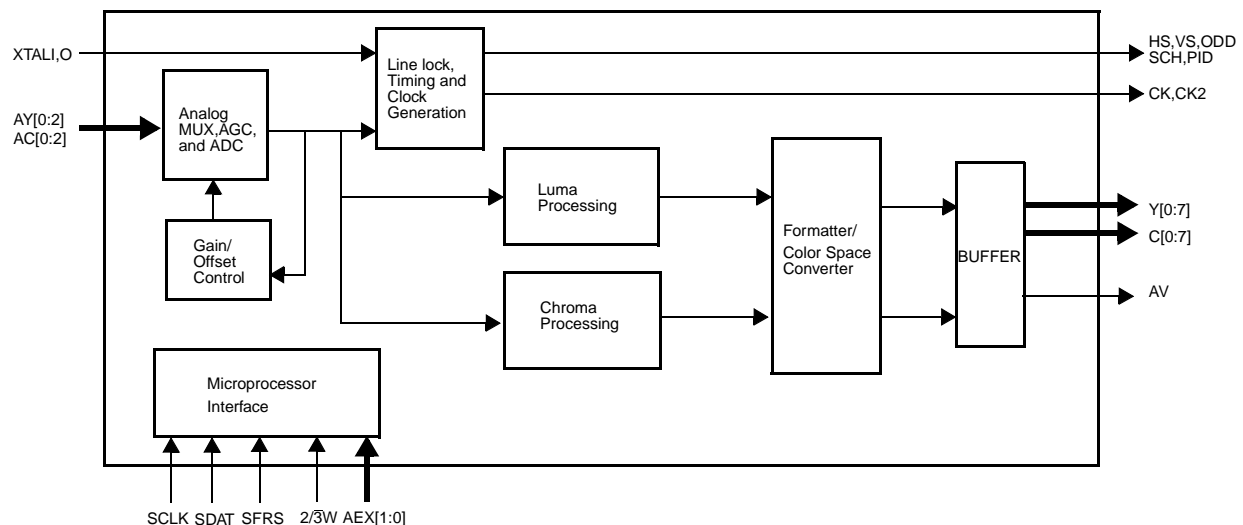 XTALI,O
AY[0:2]
AC[0:2]
Analog
MUX,AGC,
and ADC
Gain/
Offset
Control
Line lock,
Timing and
Clock
Generation
Luma
Processing
Chroma
Processing
Formatter/
Color Space
Converter
BUFFER
HS,VS,ODD
SCH,PID
CK,CK2
Y[0:7]
C[0:7]
AV
Microprocessor
Interface
SCLK SDAT SFRS 2/3̅W AEX[1:0]